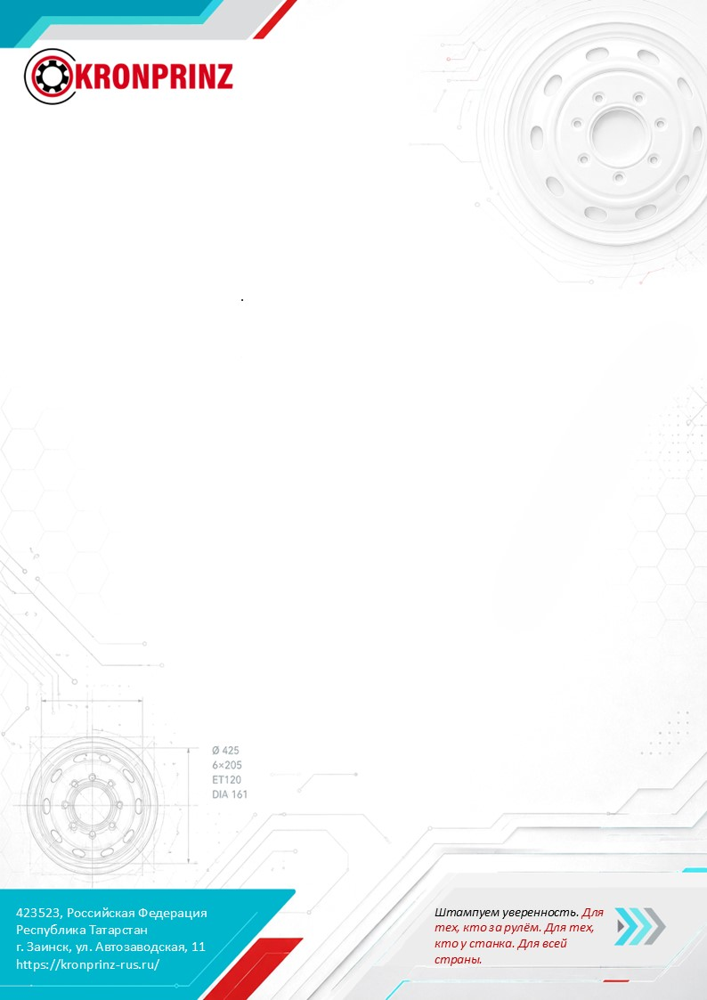 KRONPRINZ
.
Ø 425
6×205
ET120
DIA 161
423523, Российская Федерация
Республика Татарстан
г. Заинск, ул. Автозаводская, 11
https://kronprinz-rus.ru/
Штампуем уверенность. Для
тех, кто за рулём. Для тех,
кто у станка. Для всей
страны.